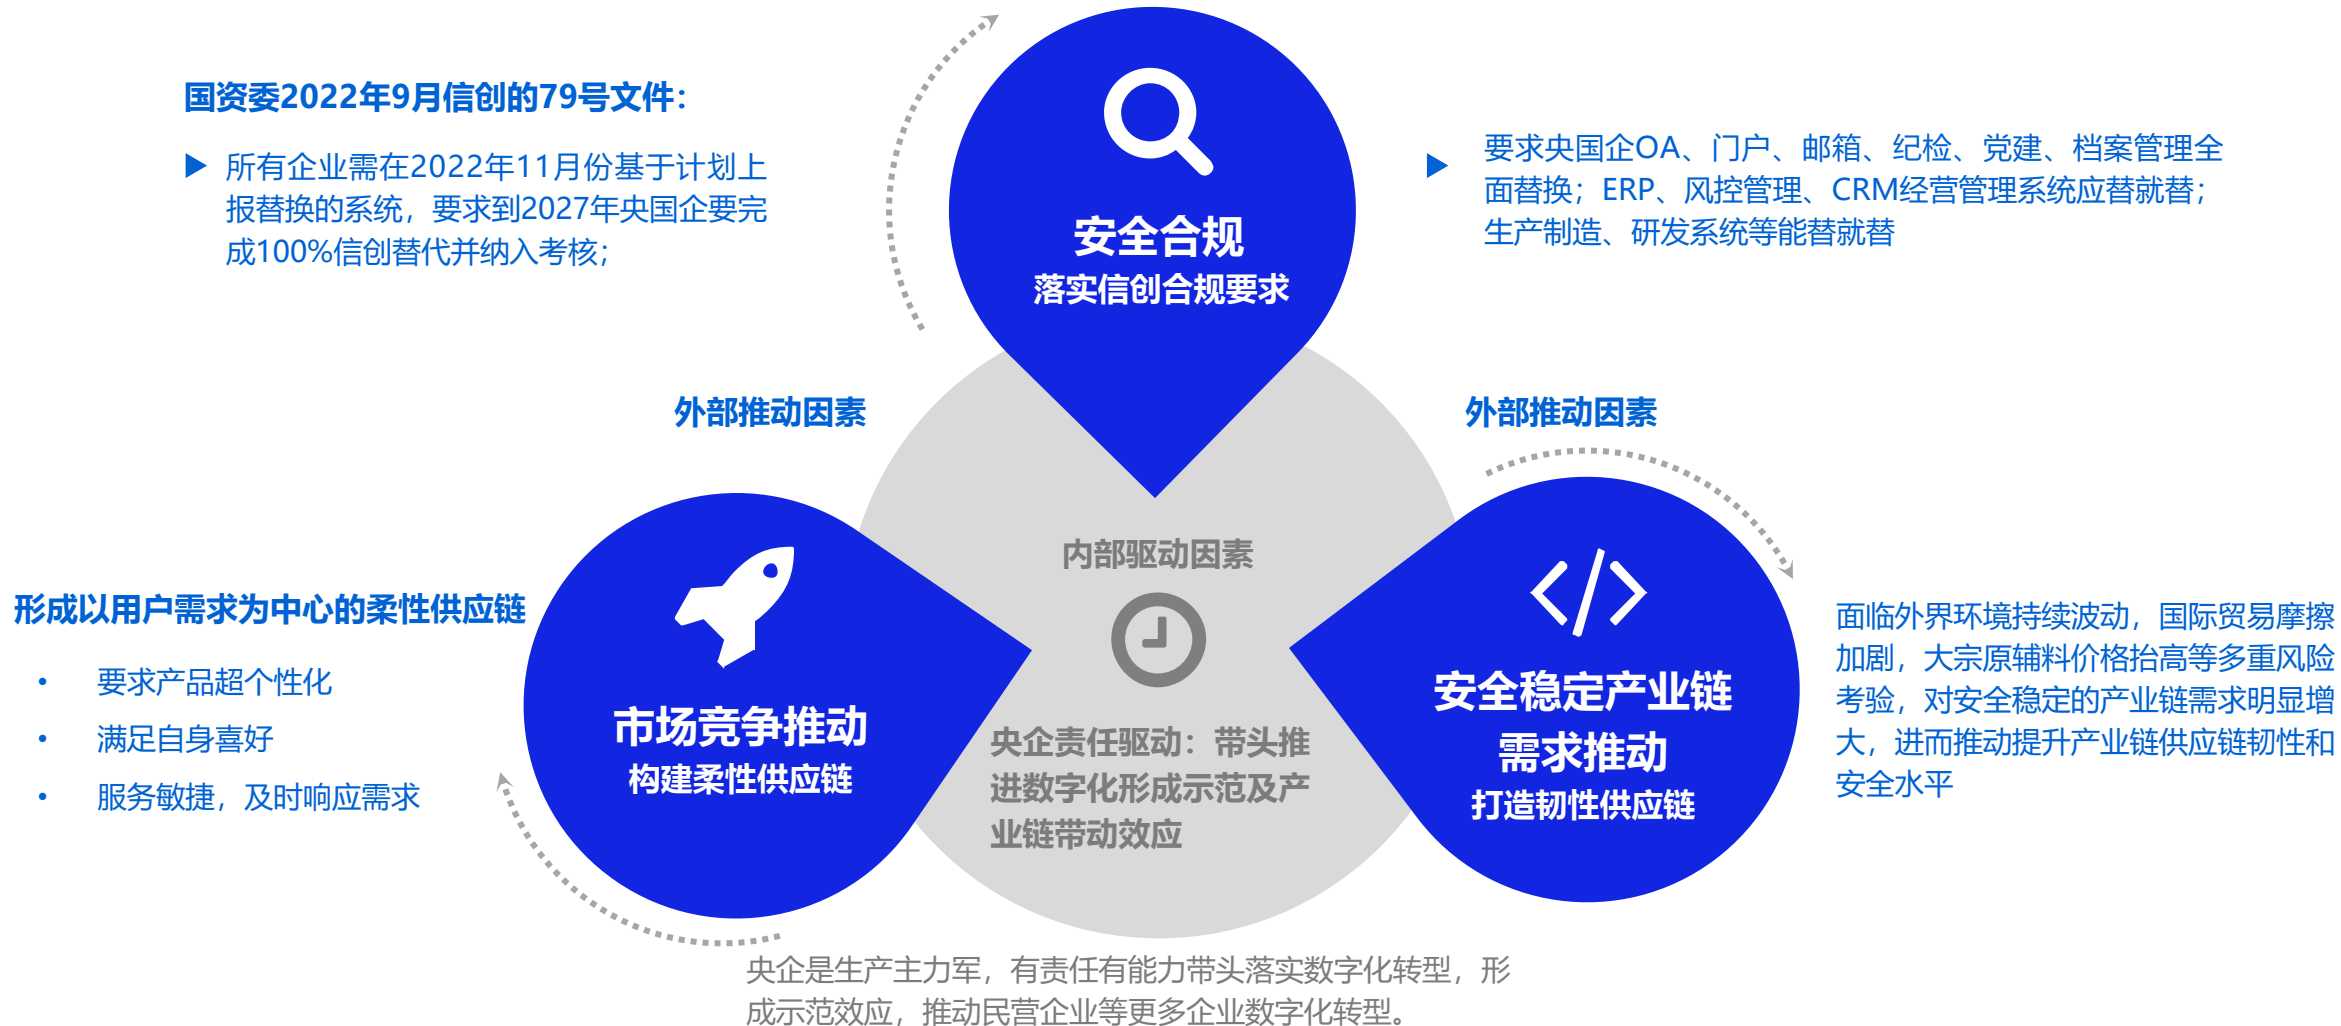 国资委2022年9月信创的79号文件：
所有企业需在2022年11月份基于计划上
报替换的系统，要求到2027年央国企要完
成100%信创替代并纳入考核；
安全合规
落实信创合规要求
要求央国企OA、门户、邮箱、纪检、党建、档案管理全
面替换；ERP、风控管理、CRM经营管理系统应替就替；
生产制造、研发系统等能替就替
外部推动因素
外部推动因素
形成以用户需求为中心的柔性供应链
• 要求产品超个性化
• 满足自身喜好
• 服务敏捷，及时响应需求
市场竞争推动
构建柔性供应链
内部驱动因素
央企责任驱动：带头推
进数字化形成示范及产
业链带动效应
安全稳定产业链
需求推动
打造韧性供应链
面临外界环境持续波动，国际贸易摩擦
加剧，大宗原辅料价格抬高等多重风险
考验，对安全稳定的产业链需求明显增
大，进而推动提升产业链供应链韧性和
安全水平
央企是生产主力军，有责任有能力带头落实数字化转型，形
成示范效应，推动民营企业等更多企业数字化转型。